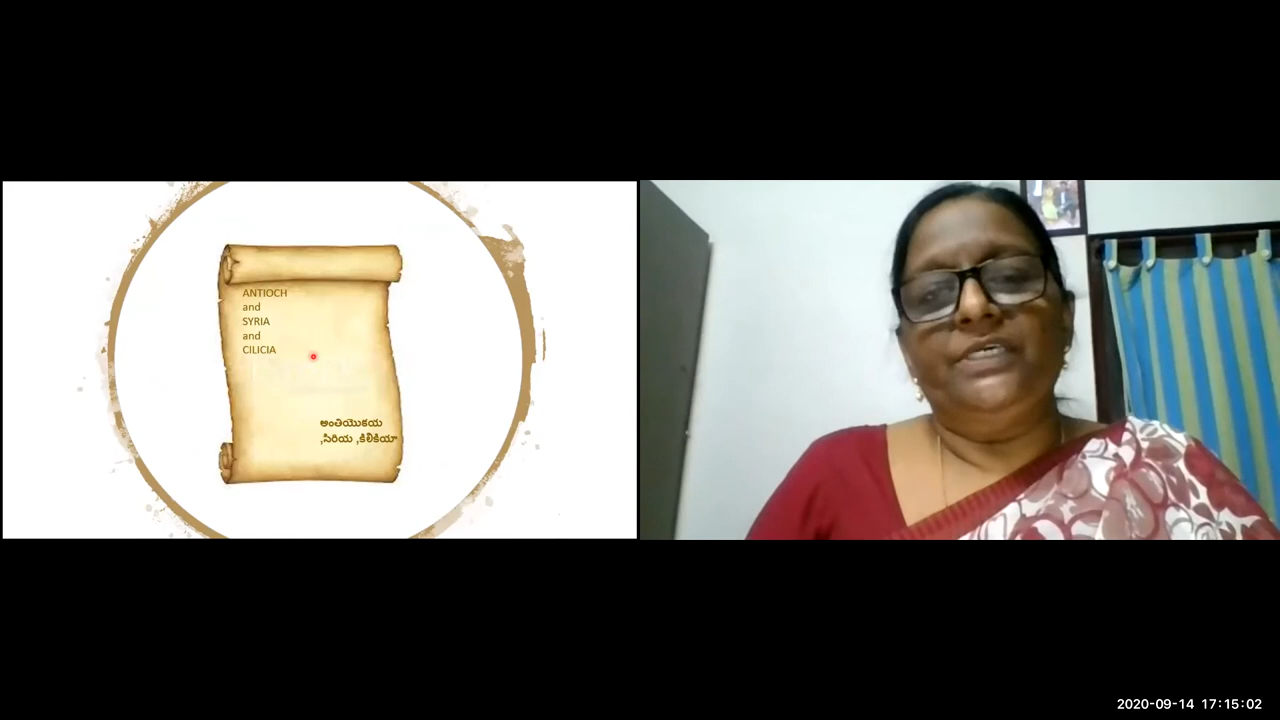 ANTIOCH
and
SYRIA
and
CILICIA
అంతియొకయ
,సిరియ ,కిలికియా
2020-09-14 17:15:02